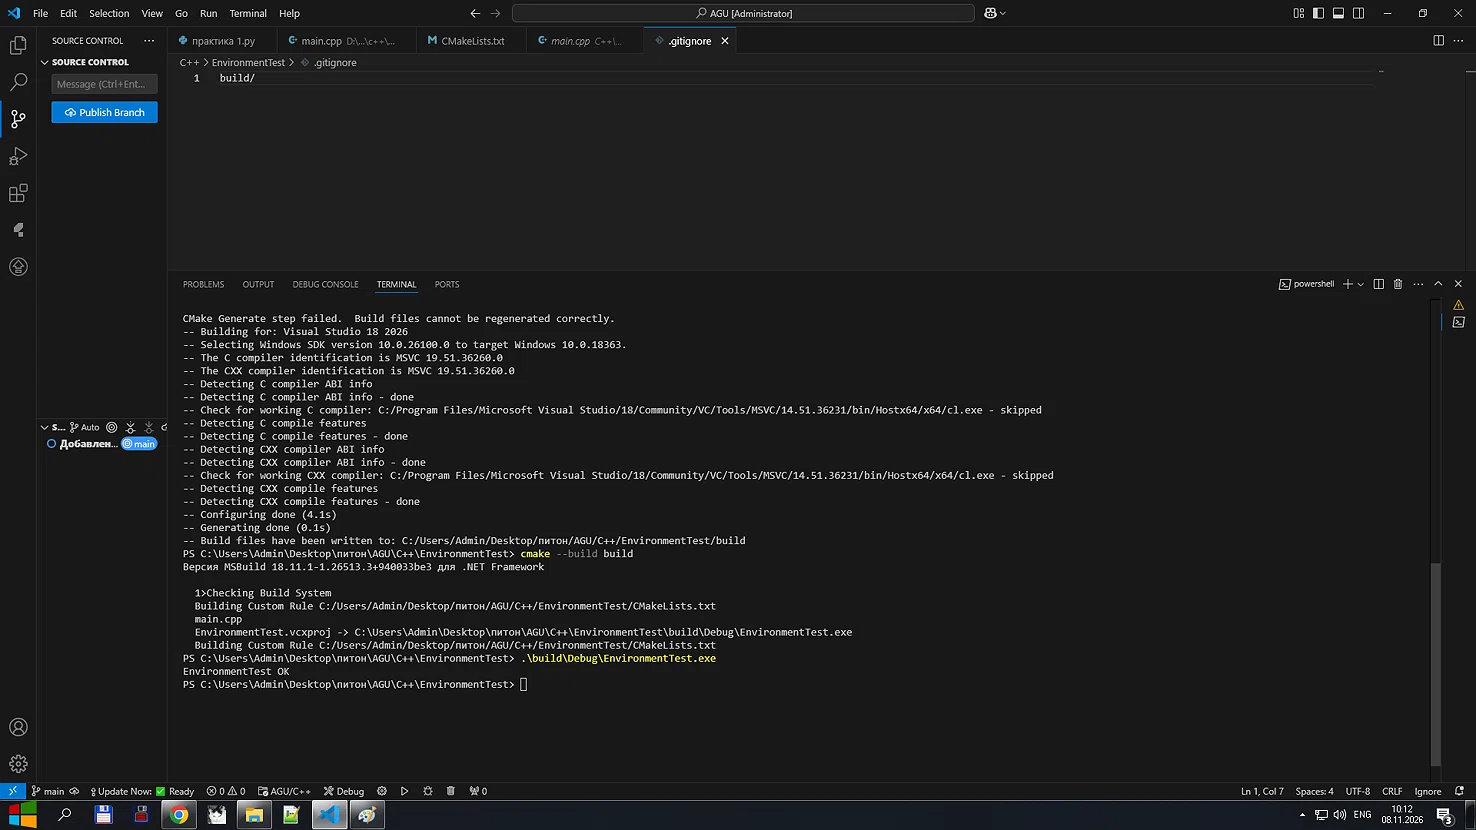 File Edit Selection View Go Run Terminal Help
AGU [Administrator]
SOURCE CONTROL
SOURCE CONTROL
Message (Ctrl+Ent...
Publish Branch
S... Auto
Добавлен... main
практика 1.py
main.cpp D:\...\c++\...
CMakeLists.txt
main.cpp C++\...
.gitignore
C++ > EnvironmentTest > .gitignore
1 build/
PROBLEMS OUTPUT DEBUG CONSOLE TERMINAL PORTS
powershell
CMake Generate step failed.  Build files cannot be regenerated correctly.
-- Building for: Visual Studio 18 2026
-- Selecting Windows SDK version 10.0.26100.0 to target Windows 10.0.18363.
-- The C compiler identification is MSVC 19.51.36260.0
-- The CXX compiler identification is MSVC 19.51.36260.0
-- Detecting C compiler ABI info
-- Detecting C compiler ABI info - done
-- Check for working C compiler: C:/Program Files/Microsoft Visual Studio/18/Community/VC/Tools/MSVC/14.51.36231/bin/Hostx64/x64/cl.exe - skipped
-- Detecting C compile features
-- Detecting C compile features - done
-- Detecting CXX compiler ABI info
-- Detecting CXX compiler ABI info - done
-- Check for working CXX compiler: C:/Program Files/Microsoft Visual Studio/18/Community/VC/Tools/MSVC/14.51.36231/bin/Hostx64/x64/cl.exe - skipped
-- Detecting CXX compile features
-- Detecting CXX compile features - done
-- Configuring done (4.1s)
-- Generating done (0.1s)
-- Build files have been written to: C:/Users/Admin/Desktop/питон/AGU/C++/EnvironmentTest/build
PS C:\Users\Admin\Desktop\питон\AGU\C++\EnvironmentTest> cmake --build build
Версия MSBuild 18.11.1-1.26513.3+940033be3 для .NET Framework
1>Checking Build System
Building Custom Rule C:/Users/Admin/Desktop/питон/AGU/C++/EnvironmentTest/CMakeLists.txt
main.cpp
EnvironmentTest.vcxproj -> C:\Users\Admin\Desktop\питон\AGU\C++\EnvironmentTest\build\Debug\EnvironmentTest.exe
Building Custom Rule C:/Users/Admin/Desktop/питон/AGU/C++/EnvironmentTest/CMakeLists.txt
PS C:\Users\Admin\Desktop\питон\AGU\C++\EnvironmentTest> .\build\Debug\EnvironmentTest.exe
EnvironmentTest OK
PS C:\Users\Admin\Desktop\питон\AGU\C++\EnvironmentTest>
main Update Now: Ready 0 0 AGU/C++ Debug 0 Ln 1, Col 7 Spaces: 4 UTF-8 CRLF Ignore
ENG 10:12
08.11.2026 3